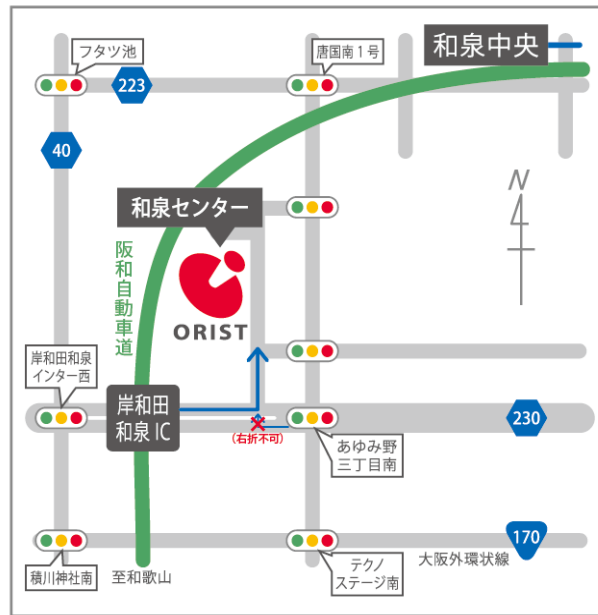 フタツ池
唐国南1号
和泉中央
223
40
N
和泉センター
阪和自動車道
ORIST
岸和田和泉
インター西
岸和田
和泉IC
(右折不可)
あゆみ野
三丁目南
230
170
積川神社南
至和歌山
テクノ
ステージ南
大阪外環状線